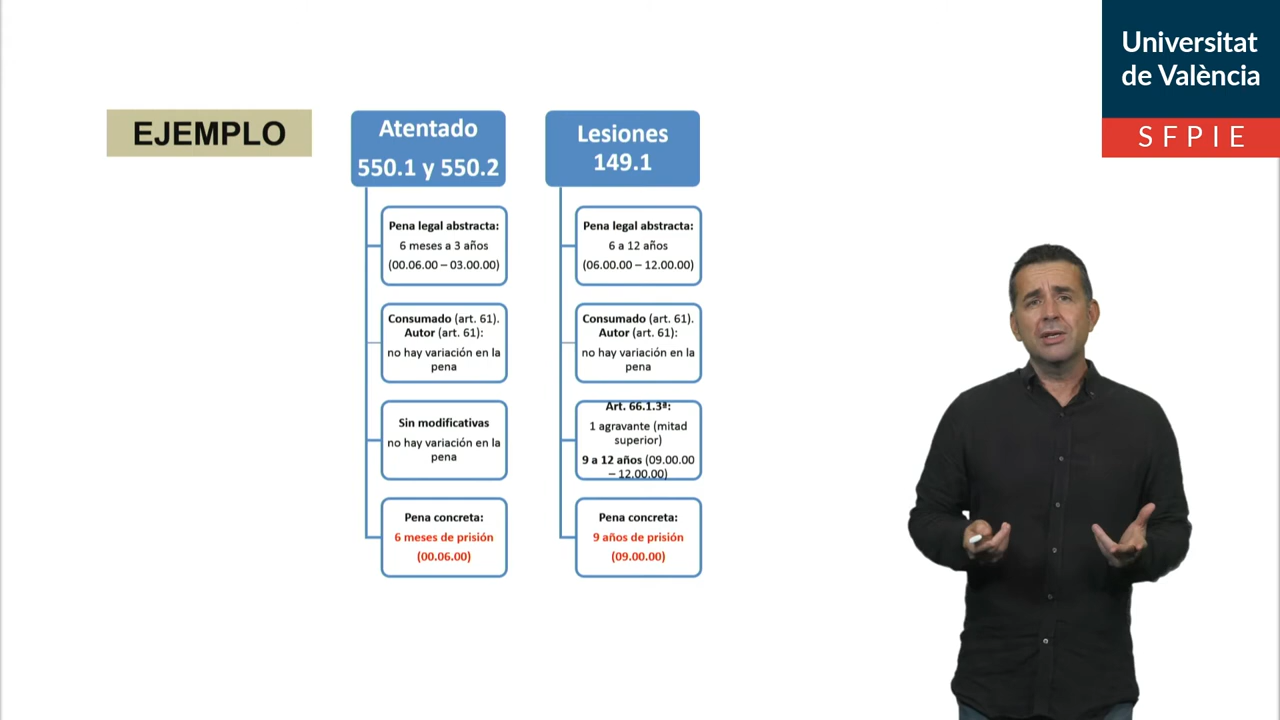 Universitat
de València
SFPIE
EJEMPLO
Atentado
550.1 y 550.2
Pena legal abstracta:
6 meses a 3 años
(00.06.00 – 03.00.00)
Consumado (art. 61).
Autor (art. 61):
no hay variación en la
pena
Sin modificativas
no hay variación en la
pena
Pena concreta:
6 meses de prisión
(00.06.00)
Lesiones
149.1
Pena legal abstracta:
6 a 12 años
(06.00.00 – 12.00.00)
Consumado (art. 61).
Autor (art. 61):
no hay variación en la
pena
Art. 66.1.3ª:
1 agravante (mitad
superior)
9 a 12 años (09.00.00
– 12.00.00)
Pena concreta:
9 años de prisión
(09.00.00)